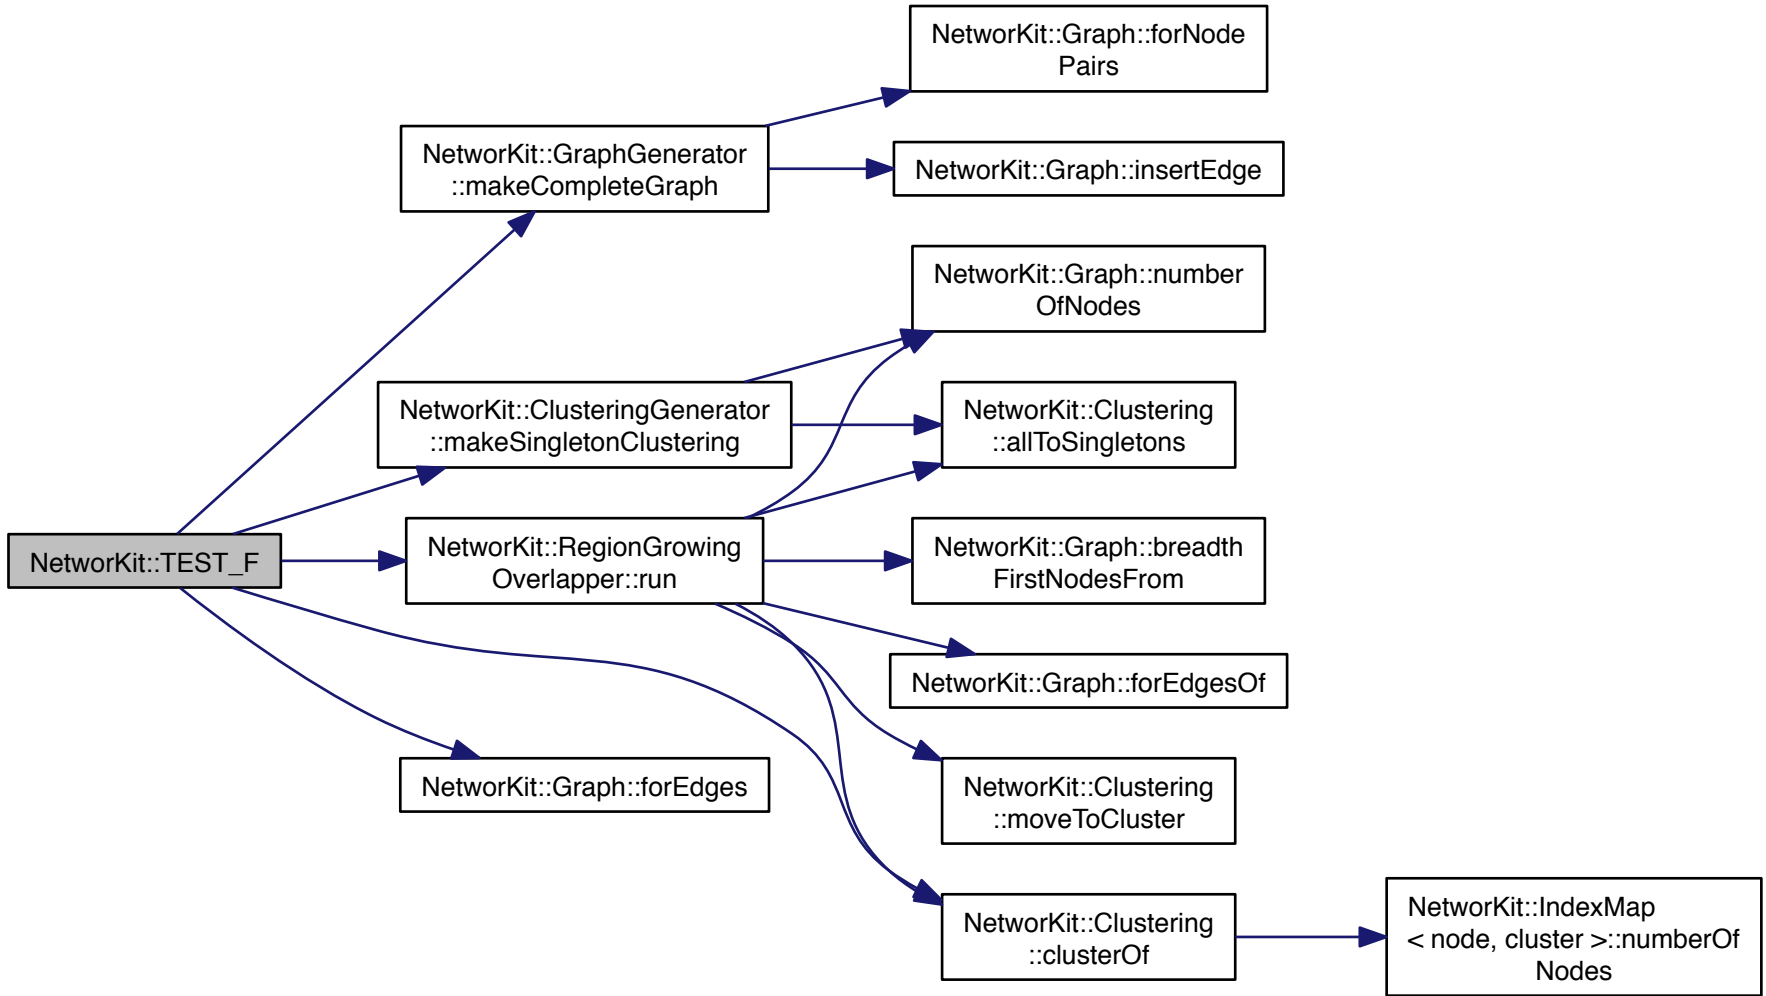 NetworKit::Graph::forNode
Pairs
NetworKit::GraphGenerator
::makeCompleteGraph
NetworKit::Graph::insertEdge
NetworKit::Graph::number
OfNodes
NetworKit::ClusteringGenerator
::makeSingletonClustering
NetworKit::Clustering
::allToSingletons
NetworKit::TEST_F
NetworKit::RegionGrowing
Overlapper::run
NetworKit::Graph::breadth
FirstNodesFrom
NetworKit::Graph::forEdgesOf
NetworKit::Graph::forEdges
NetworKit::Clustering
::moveToCluster
NetworKit::Clustering
::clusterOf
NetworKit::IndexMap
< node, cluster >::numberOf
Nodes